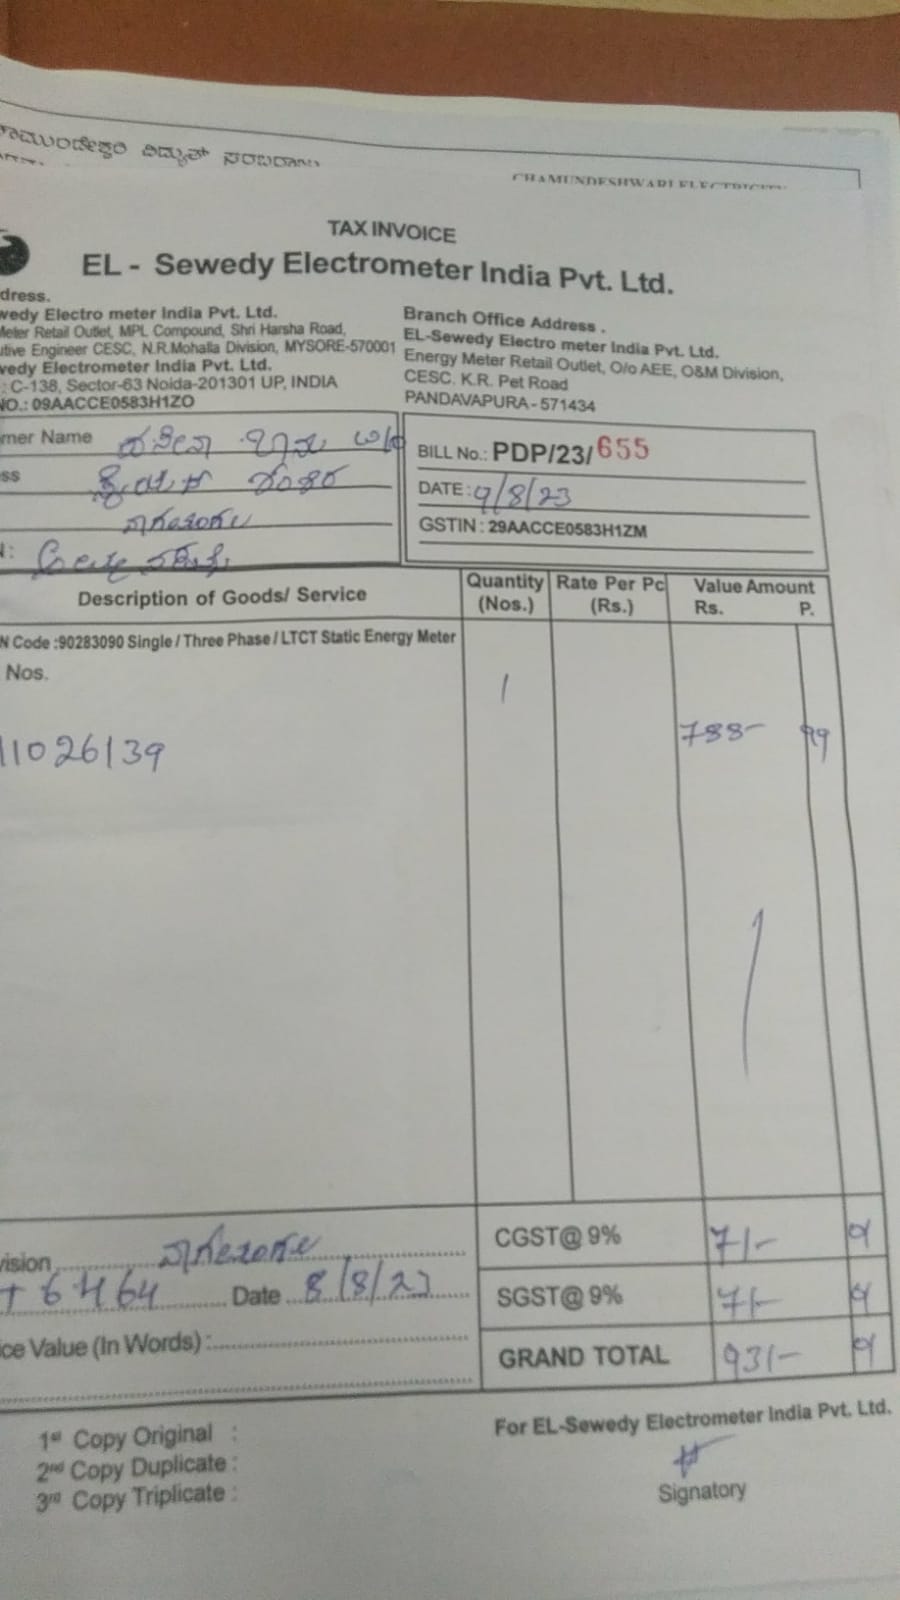 CHAMUNDESHWARI ELECTRICITY
TAX INVOICE
EL - Sewedy Electrometer India Pvt. Ltd.
dress.
wedy Electro meter India Pvt. Ltd.
Meter Retail Outlet, MPL Compound, Shri Harsha Road,
utive Engineer CESC, N.R.Mohalla Division, MYSORE-570001
vedy Electrometer India Pvt. Ltd.
: C-138, Sector-63 Noida-201301 UP, INDIA
NO.: 09AACCE0583H1ZO
Branch Office Address .
EL-Sewedy Electro meter India Pvt. Ltd.
Energy Meter Retail Outlet, O/o AEE, O&M Division,
CESC. K.R. Pet Road
PANDAVAPURA - 571434
mer Name
ss
BILL No.: PDP/23/655
DATE: 9/8/23
GSTIN : 29AACCE0583H1ZM
Description of Goods/ Service
Quantity (Nos.)
Rate Per Pc (Rs.)
Value Amount
Rs. P.
N Code :90283090 Single / Three Phase / LTCT Static Energy Meter
Nos.
1
788- 99
11026139
CGST@ 9% 71/-
vision
SGST@ 9% 71-
6464 Date 8/8/23
GRAND TOTAL 931/-
ice Value (In Words) :
1st Copy Original :
2nd Copy Duplicate :
3rd Copy Triplicate :
For EL-Sewedy Electrometer India Pvt. Ltd.
Signatory